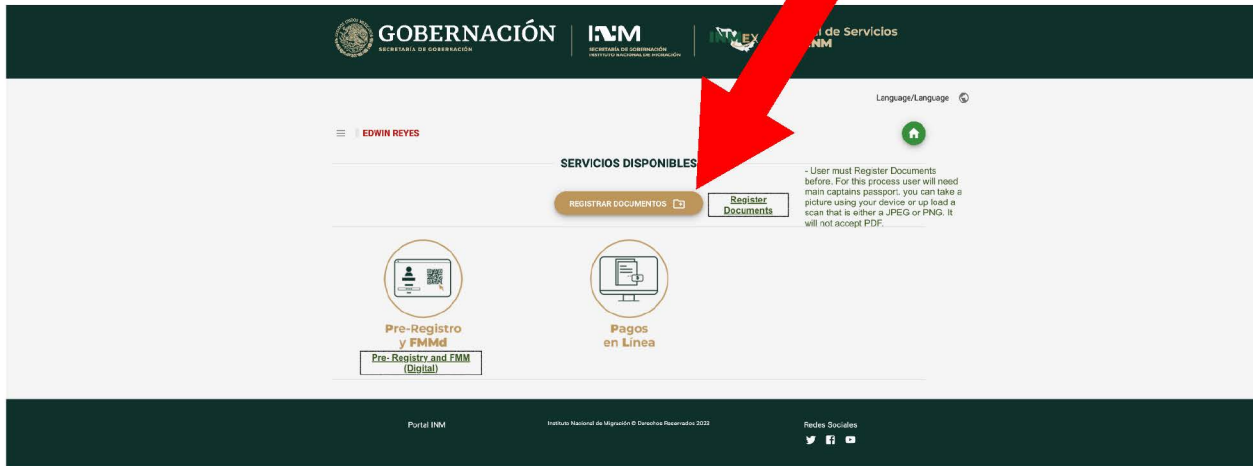 GOBERNACIÓN
SECRETARÍA DE GOBERNACIÓN
INM
SECRETARÍA DE GOBERNACIÓN
INSTITUTO NACIONAL DE MIGRACIÓN
INMEX
de Servicios
INM
Language/Language
EDWIN REYES
SERVICIOS DISPONIBLES
REGISTRAR DOCUMENTOS
Register
Documents
- User must Register Documents
before. For this process user will need
main captains passport. you can take a
picture using your device or up load a
scan that is either a JPEG or PNG. It
will not accept PDF.
Pre-Registro
y FMMd
Pre- Registry and FMM
(Digital)
Pagos
en Línea
Portal INM
Instituto Nacional de Migración © Derechos Reservados 2023
Redes Sociales